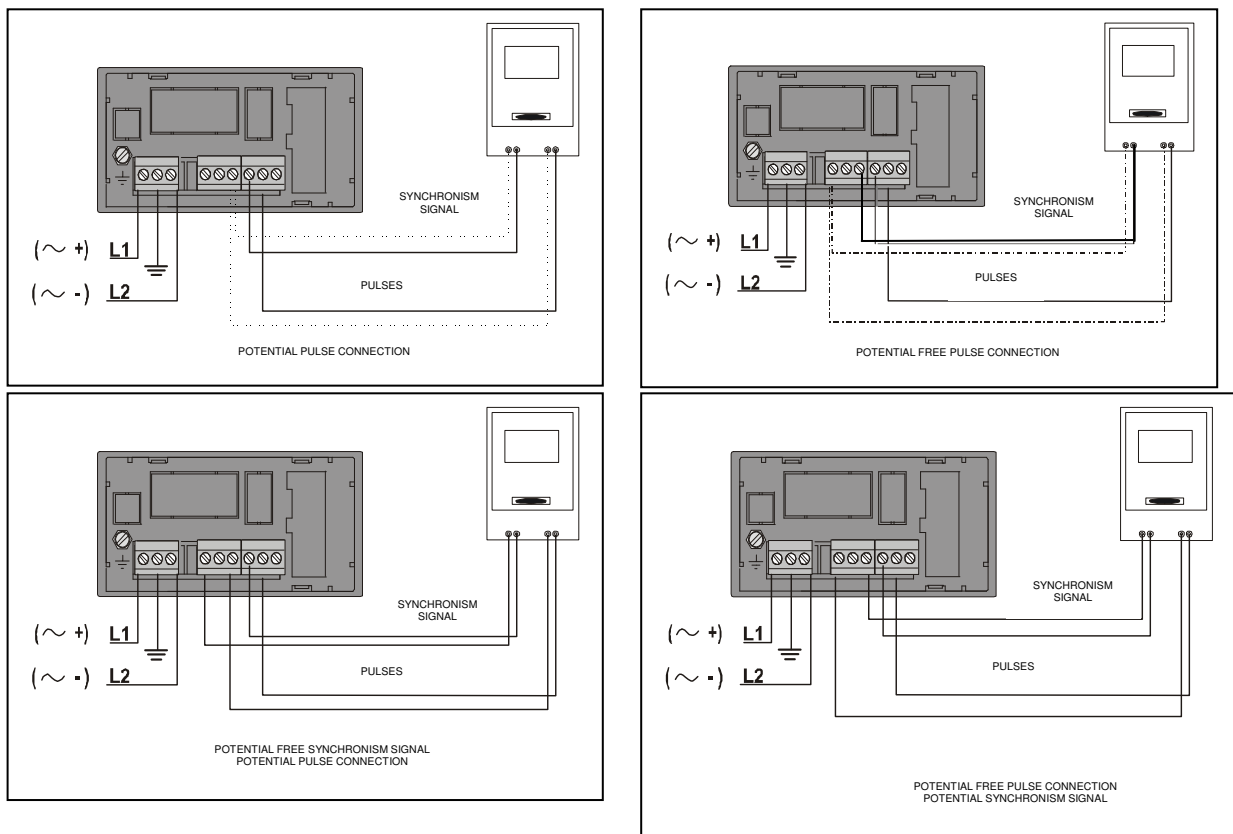 SYNCHRONISM
SIGNAL
(～ +) L1
(～ -) L2
PULSES
POTENTIAL PULSE CONNECTION
SYNCHRONISM
SIGNAL
(～ +) L1
(～ -) L2
PULSES
POTENTIAL FREE PULSE CONNECTION
SYNCHRONISM
SIGNAL
(～ +) L1
(～ -) L2
PULSES
POTENTIAL FREE SYNCHRONISM SIGNAL
POTENTIAL PULSE CONNECTION
SYNCHRONISM
SIGNAL
(～ +) L1
(～ -) L2
PULSES
POTENTIAL FREE PULSE CONNECTION
POTENTIAL SYNCHRONISM SIGNAL